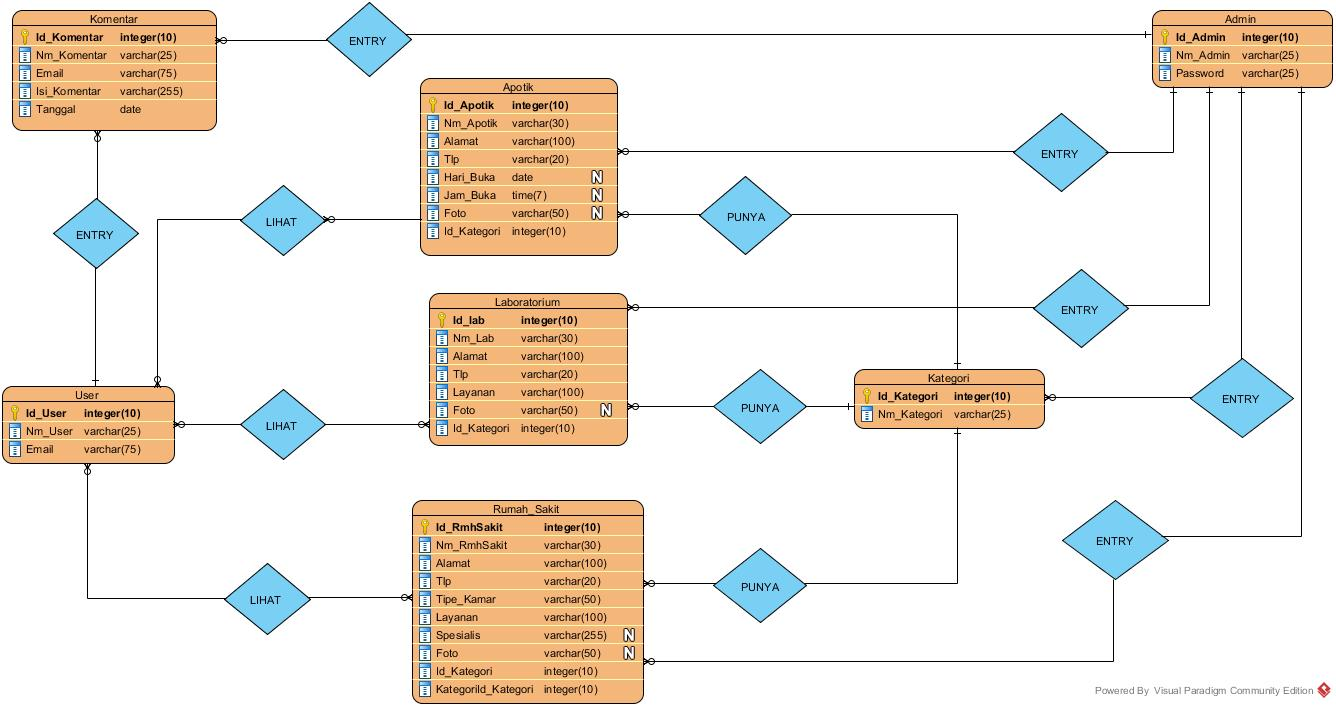 Komentar
Id_Komentar integer(10)
Nm_Komentar varchar(25)
Email varchar(75)
Isi_Komentar varchar(255)
Tanggal date
ENTRY
Admin
Id_Admin integer(10)
Nm_Admin varchar(25)
Password varchar(25)
Apotik
Id_Apotik integer(10)
Nm_Apotik varchar(30)
Alamat varchar(100)
Tlp varchar(20)
Hari_Buka date N
Jam_Buka time(7) N
Foto varchar(50) N
Id_Kategori integer(10)
ENTRY
PUNYA
LIHAT
ENTRY
Laboratorium
Id_lab integer(10)
Nm_Lab varchar(30)
Alamat varchar(100)
Tlp varchar(20)
Layanan varchar(100)
Foto varchar(50) N
Id_Kategori integer(10)
ENTRY
User
Id_User integer(10)
Nm_User varchar(25)
Email varchar(75)
LIHAT
PUNYA
Kategori
Id_Kategori integer(10)
Nm_Kategori varchar(25)
ENTRY
Rumah_Sakit
Id_RmhSakit integer(10)
Nm_RmhSakit varchar(30)
Alamat varchar(100)
Tlp varchar(20)
Tipe_Kamar varchar(50)
Layanan varchar(100)
Spesialis varchar(255) N
Foto varchar(50) N
Id_Kategori integer(10)
KategoriId_Kategori integer(10)
LIHAT
PUNYA
ENTRY
Powered By Visual Paradigm Community Edition